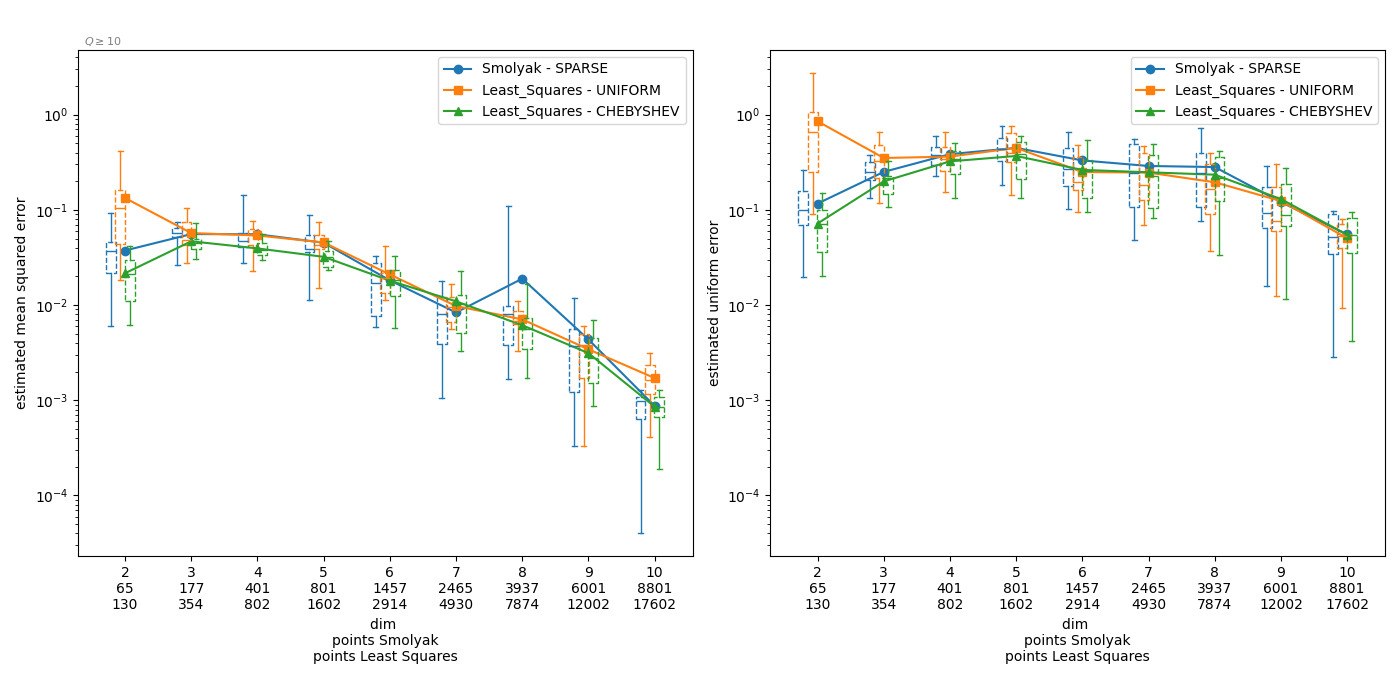 Q ≥ 10
Smolyak - SPARSE
Least_Squares - UNIFORM
Least_Squares - CHEBYSHEV
estimated mean squared error
10⁰
10⁻¹
10⁻²
10⁻³
10⁻⁴
2 3 4 5 6 7 8 9 10
65 177 401 801 1457 2465 3937 6001 8801
130 354 802 1602 2914 4930 7874 12002 17602
dim
points Smolyak
points Least Squares
Smolyak - SPARSE
Least_Squares - UNIFORM
Least_Squares - CHEBYSHEV
estimated uniform error
10⁰
10⁻¹
10⁻²
10⁻³
10⁻⁴
2 3 4 5 6 7 8 9 10
65 177 401 801 1457 2465 3937 6001 8801
130 354 802 1602 2914 4930 7874 12002 17602
dim
points Smolyak
points Least Squares